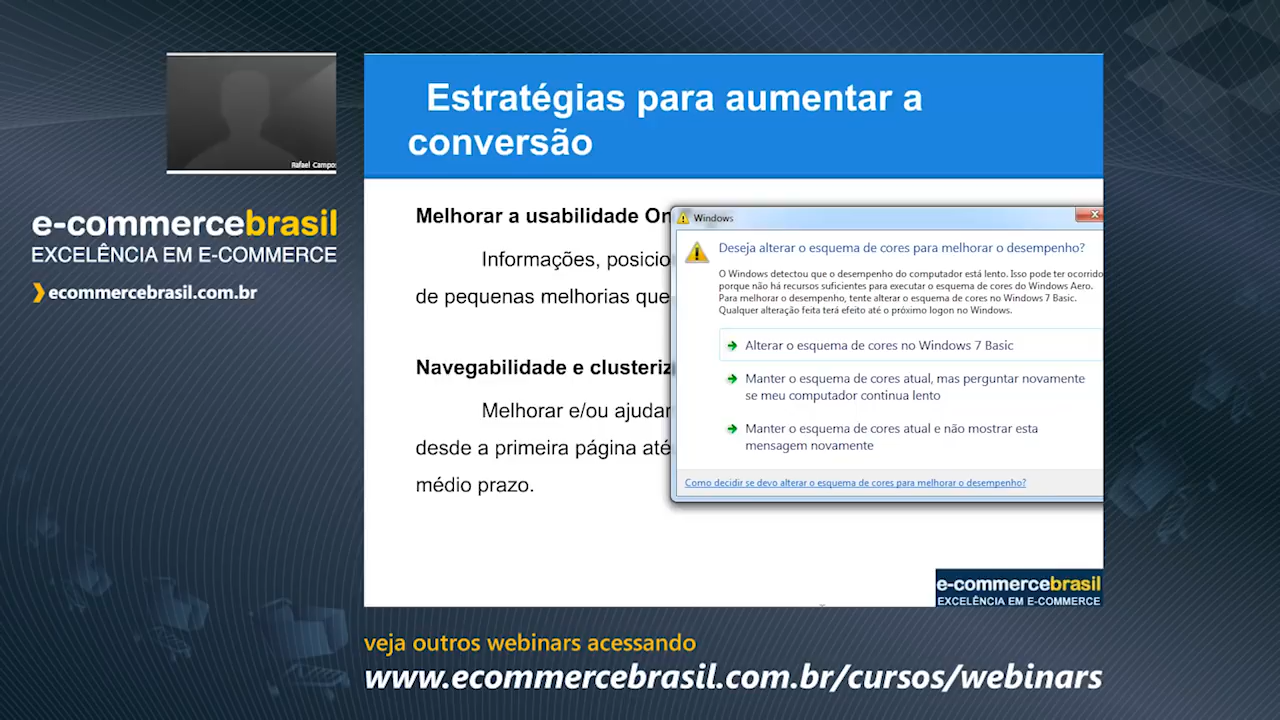 Rafael Campos
e-commercebrasil
EXCELÊNCIA EM E-COMMERCE
ecommercebrasil.com.br
Estratégias para aumentar a
conversão
Melhorar a usabilidade On
Informações, posicio
de pequenas melhorias que
Navegabilidade e clusteriz
Melhorar e/ou ajudar
desde a primeira página até
médio prazo.
Windows
Deseja alterar o esquema de cores para melhorar o desempenho?
O Windows detectou que o desempenho do computador está lento. Isso pode ter ocorrido
porque não há recursos suficientes para executar o esquema de cores do Windows Aero.
Para melhorar o desempenho, tente alterar o esquema de cores no Windows 7 Basic.
Qualquer alteração feita terá efeito até o próximo logon no Windows.
Alterar o esquema de cores no Windows 7 Basic
Manter o esquema de cores atual, mas perguntar novamente
se meu computador continua lento
Manter o esquema de cores atual e não mostrar esta
mensagem novamente
Como decidir se devo alterar o esquema de cores para melhorar o desempenho?
e-commercebrasil
EXCELÊNCIA EM E-COMMERCE
veja outros webinars acessando
www.ecommercebrasil.com.br/cursos/webinars